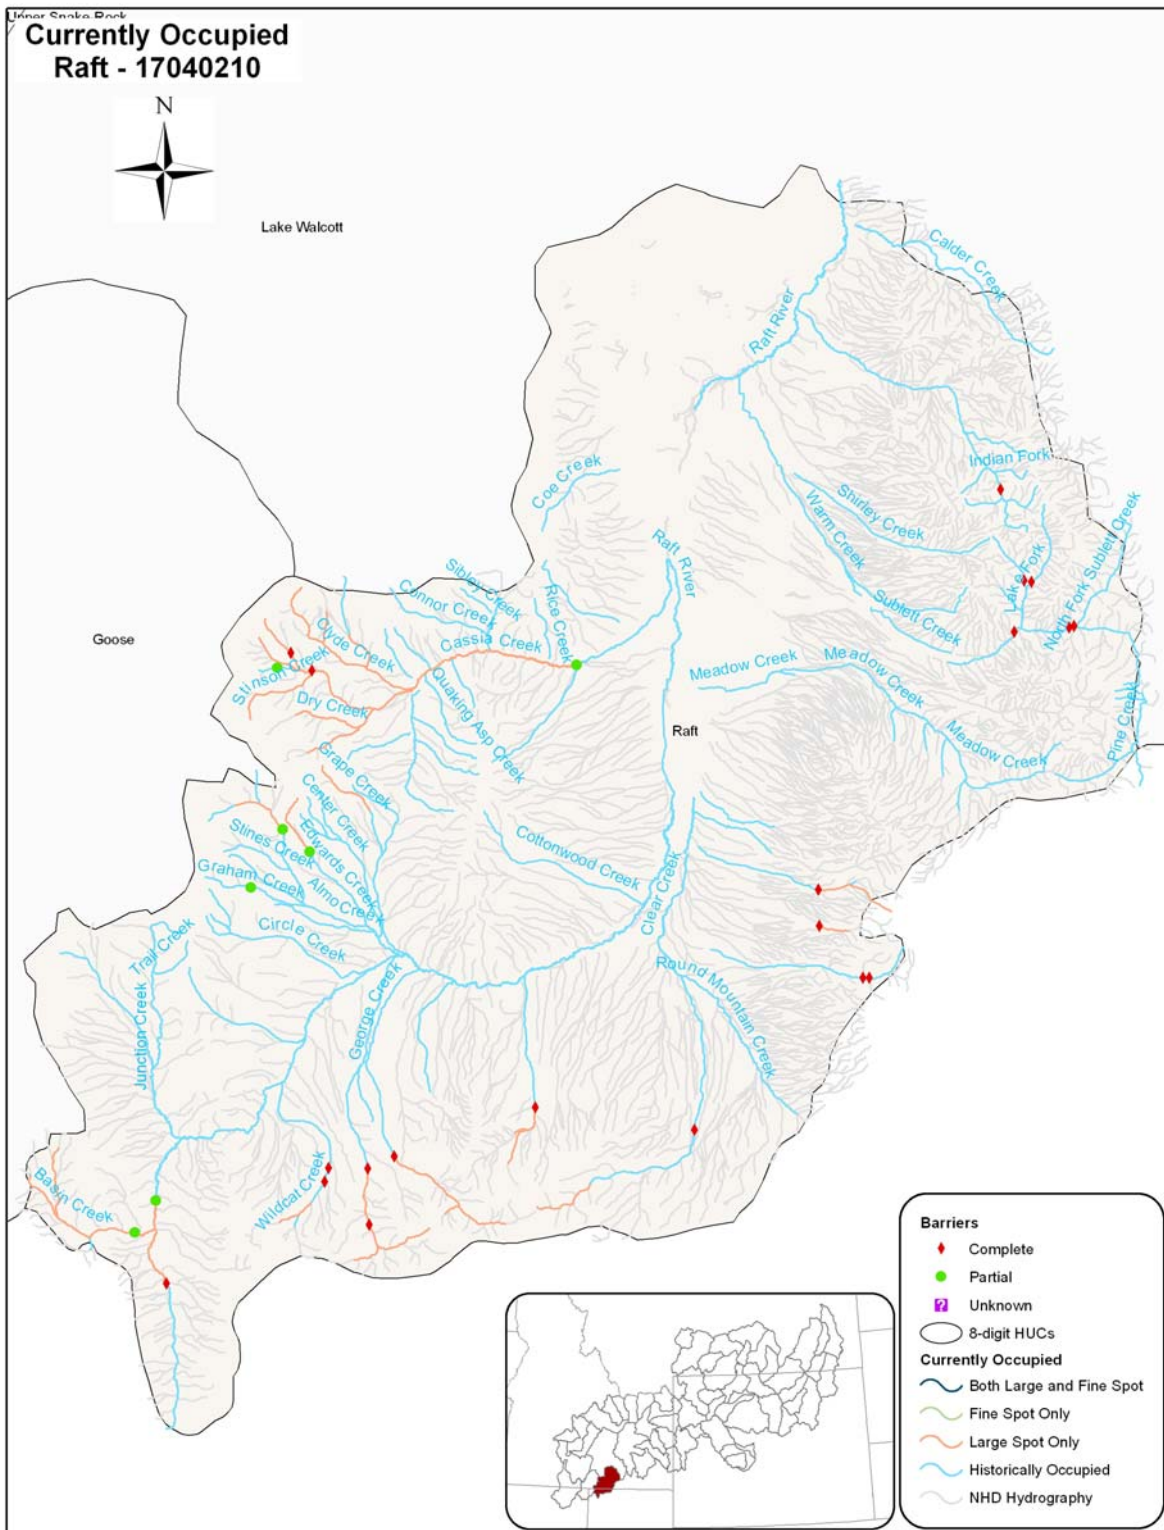 Upper Snake-Rock
Currently Occupied
Raft - 17040210
N
Lake Walcott
Calder Creek
Raft River
Indian Fork
Coe Creek
Shirley Creek
Warm Creek
Lake Fork
North Fork Sublett Creek
Raft River
Sibley Creek
Connor Creek
Rice Creek
Sublett Creek
Goose
Clyde Creek
Cassia Creek
Stinson Creek
Meadow Creek
Meadow Creek
Quaking Asp Creek
Dry Creek
Raft
Meadow Creek
Pine Creek
Grape Creek
Center Creek
Edwards Creek
Stines Creek
Cottonwood Creek
Graham Creek
Almo Creek
Clear Creek
Circle Creek
Trail Creek
Round Mountain Creek
George Creek
Junction Creek
Wildcat Creek
Basin Creek
Barriers
Complete
Partial
?
Unknown
8-digit HUCs
Currently Occupied
Both Large and Fine Spot
Fine Spot Only
Large Spot Only
Historically Occupied
NHD Hydrography